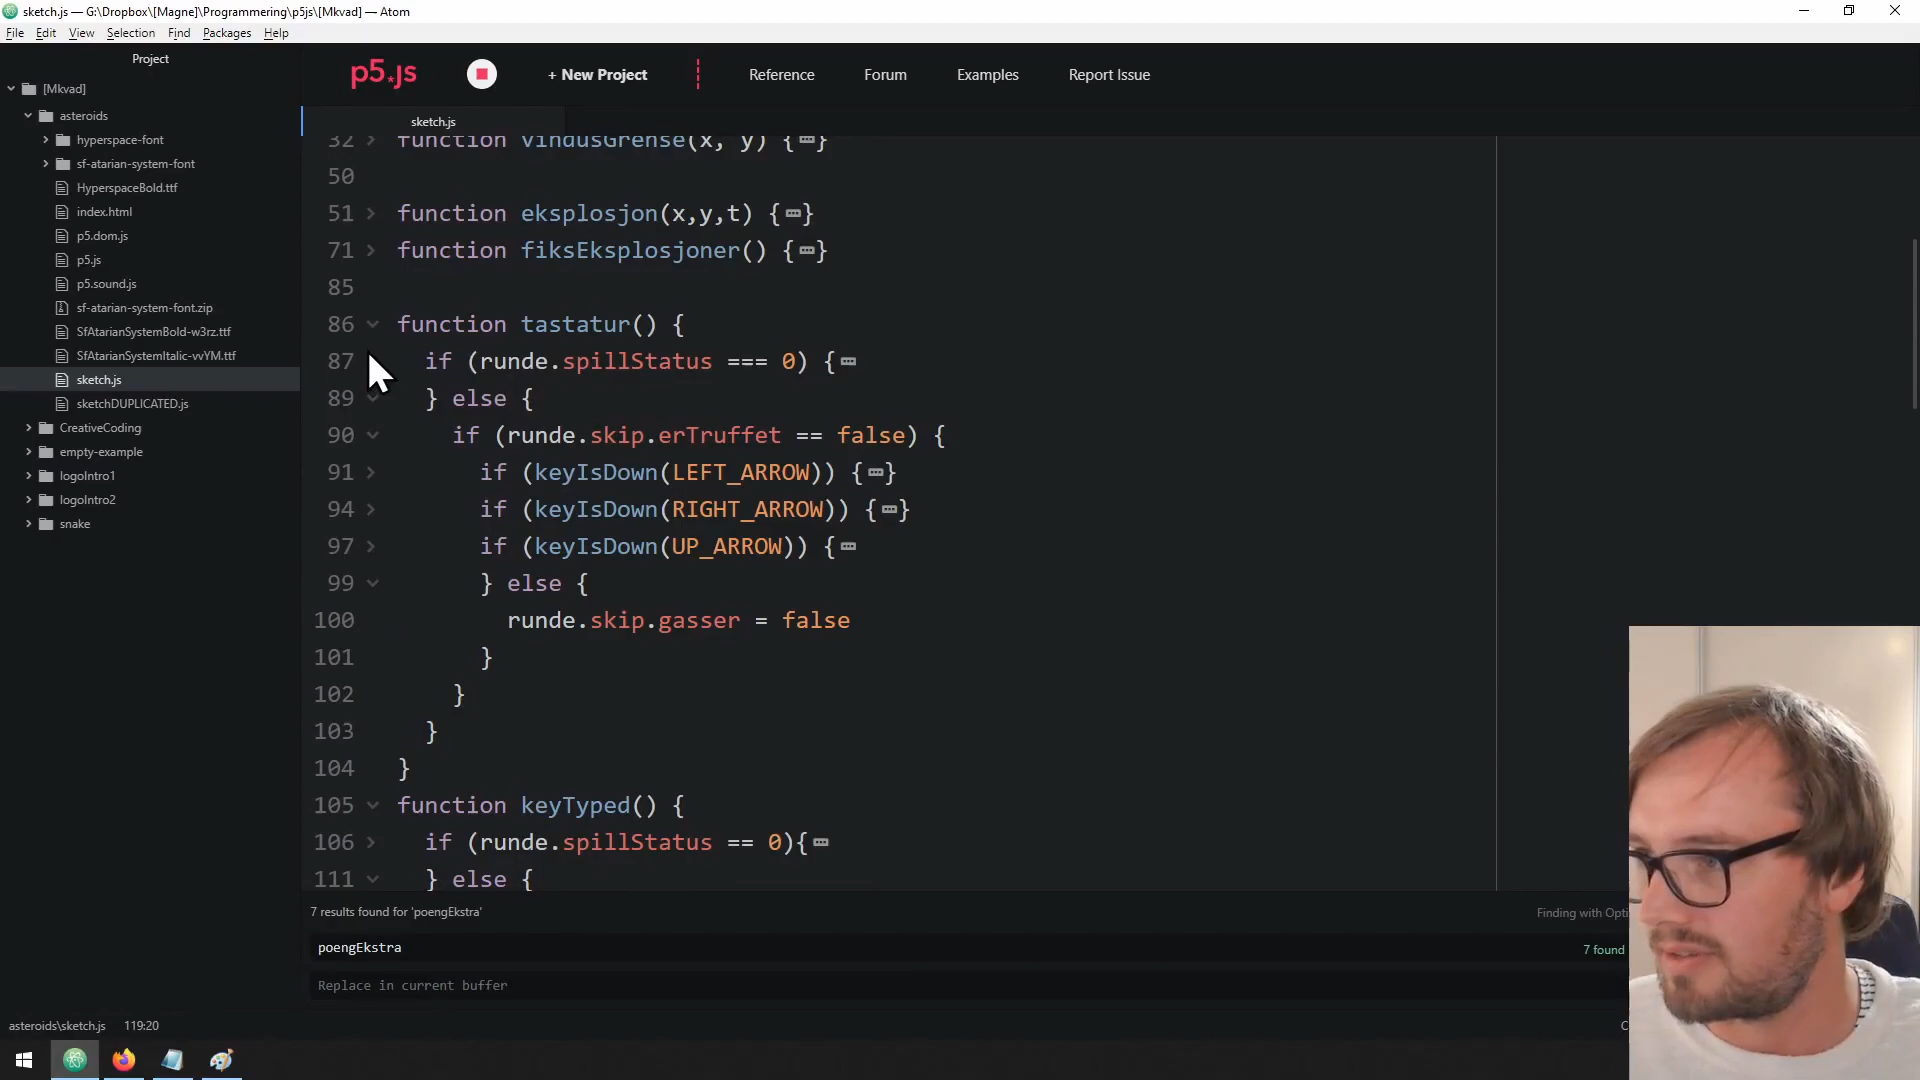 sketch.js — G:\Dropbox\[Magne]\Programmering\p5js\[Mkvad] — Atom
File Edit View Selection Find Packages Help
Project
[Mkvad]
asteroids
hyperspace-font
sf-atarian-system-font
HyperspaceBold.ttf
index.html
p5.dom.js
p5.js
p5.sound.js
sf-atarian-system-font.zip
SfAtarianSystemBold-w3rz.ttf
SfAtarianSystemItalic-vvYM.ttf
sketch.js
sketchDUPLICATED.js
CreativeCoding
empty-example
logoIntro1
logoIntro2
snake
p5*js + New Project Reference Forum Examples Report Issue
sketch.js
32 function vindusGrense(x, y) {}
50
51 function eksplosjon(x,y,t) {}
71 function fiksEksplosjoner() {}
85
86 function tastatur() {
87 if (runde.spillStatus === 0) {
89 } else {
90 if (runde.skip.erTruffet == false) {
91 if (keyIsDown(LEFT_ARROW)) {}
94 if (keyIsDown(RIGHT_ARROW)) {}
97 if (keyIsDown(UP_ARROW)) {
99 } else {
100 runde.skip.gasser = false
101 }
102 }
103 }
104 }
105 function keyTyped() {
106 if (runde.spillStatus == 0){
111 } else {
7 results found for 'poengEkstra' Finding with
poengEkstra 7 found
Replace in current buffer
asteroids\sketch.js 119:20